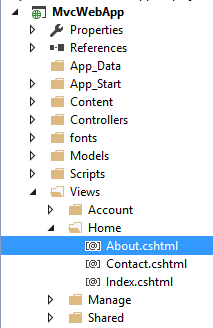 MvcWebApp
Properties
References
App_Data
App_Start
Content
Controllers
fonts
Models
Scripts
Views
Account
Home
[@] About.cshtml
[@] Contact.cshtml
[@] Index.cshtml
Manage
Shared